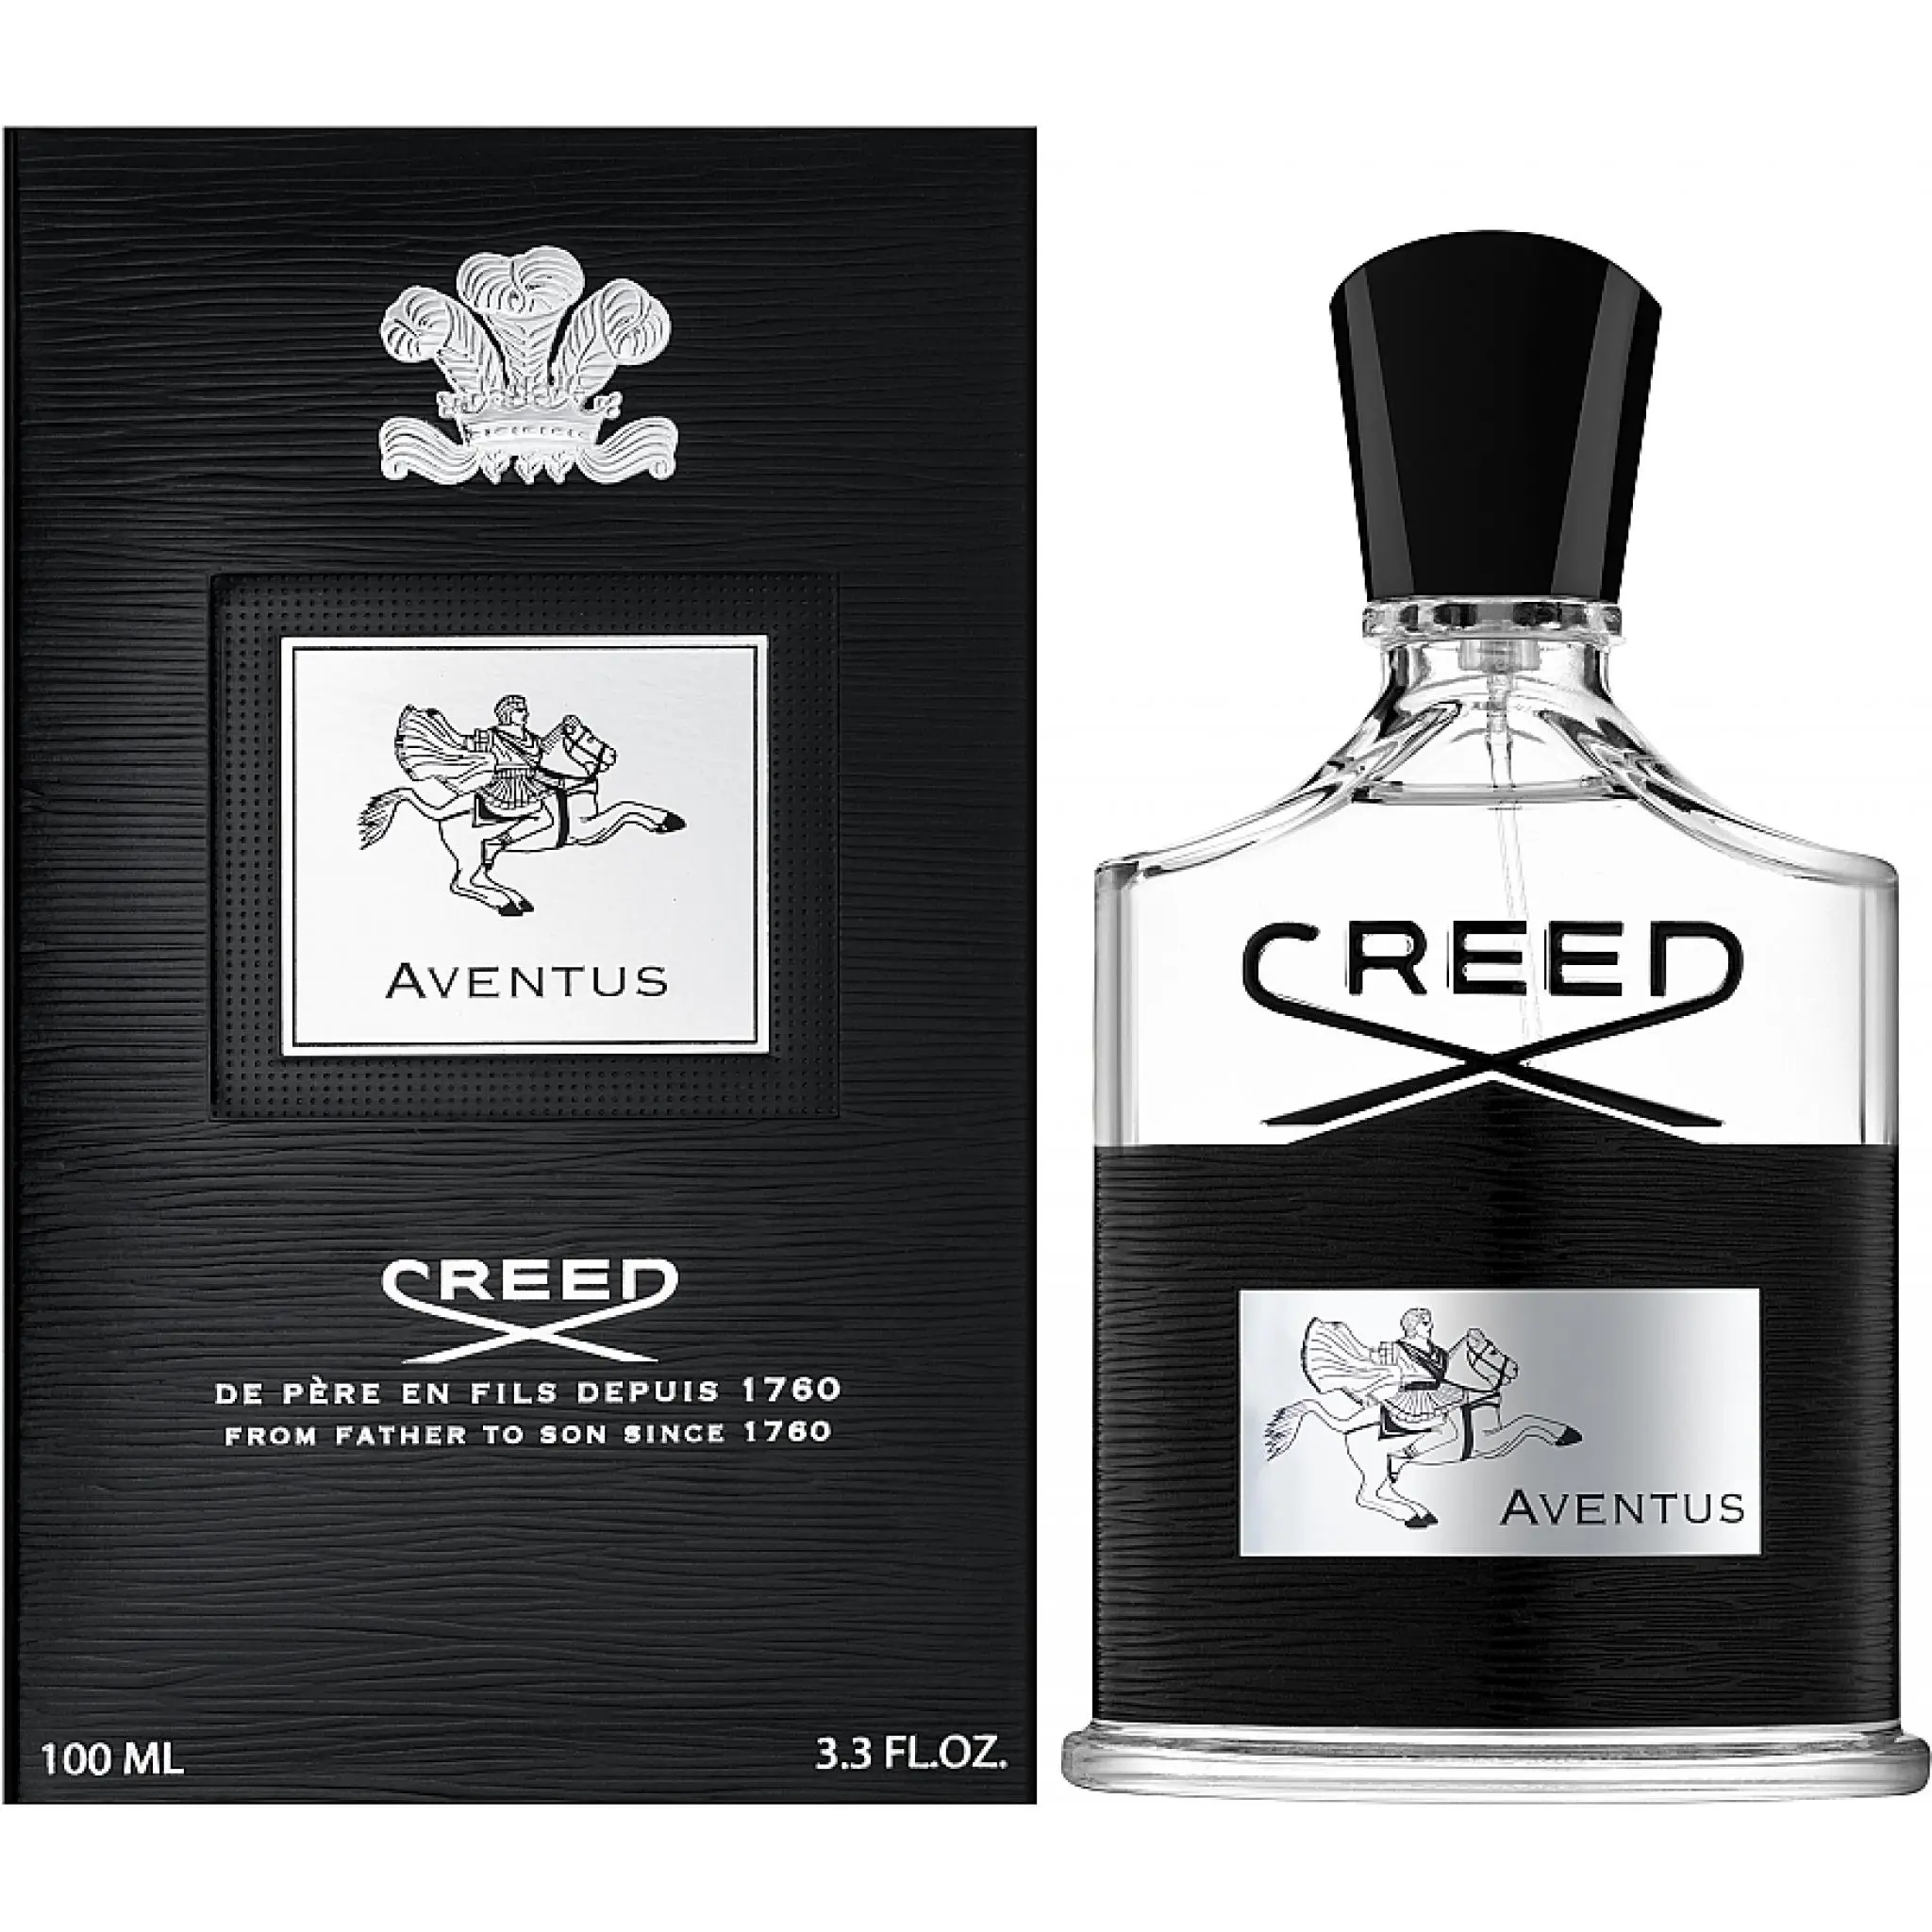 AVENTUS
CREED
DE PÈRE EN FILS DEPUIS 1760
FROM FATHER TO SON SINCE 1760
100 ML
3.3 FL.OZ.
CREED
AVENTUS